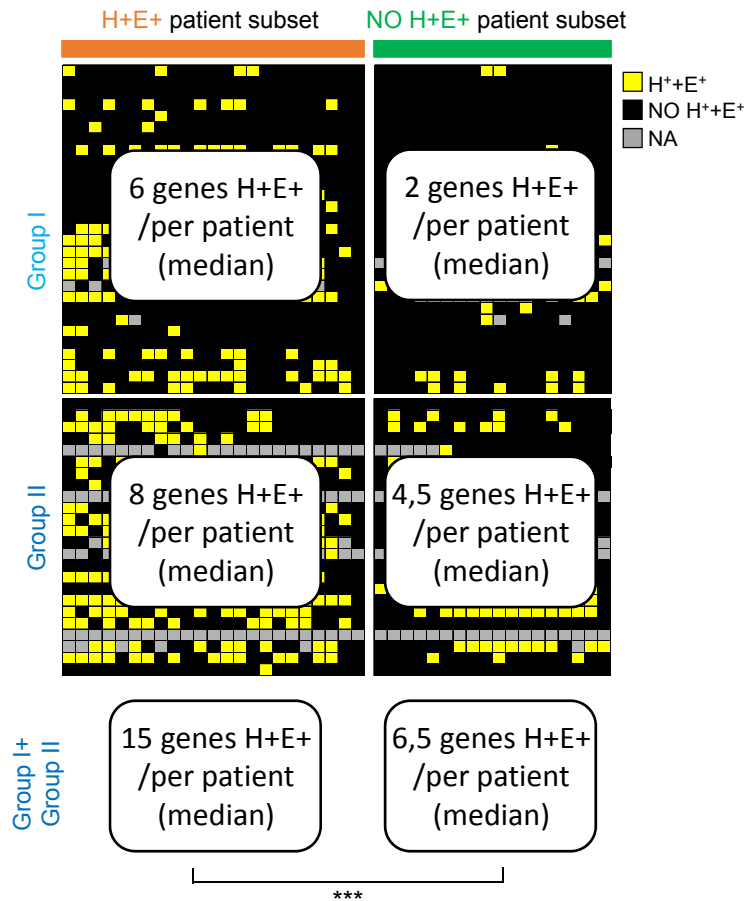 H+E+ patient subset
NO H+E+ patient subset
H⁺+E⁺
NO H⁺+E⁺
NA
Group I
6 genes H+E+
/per patient
(median)
2 genes H+E+
/per patient
(median)
Group II
8 genes H+E+
/per patient
(median)
4,5 genes H+E+
/per patient
(median)
Group I+
Group II
15 genes H+E+
/per patient
(median)
6,5 genes H+E+
/per patient
(median)
***